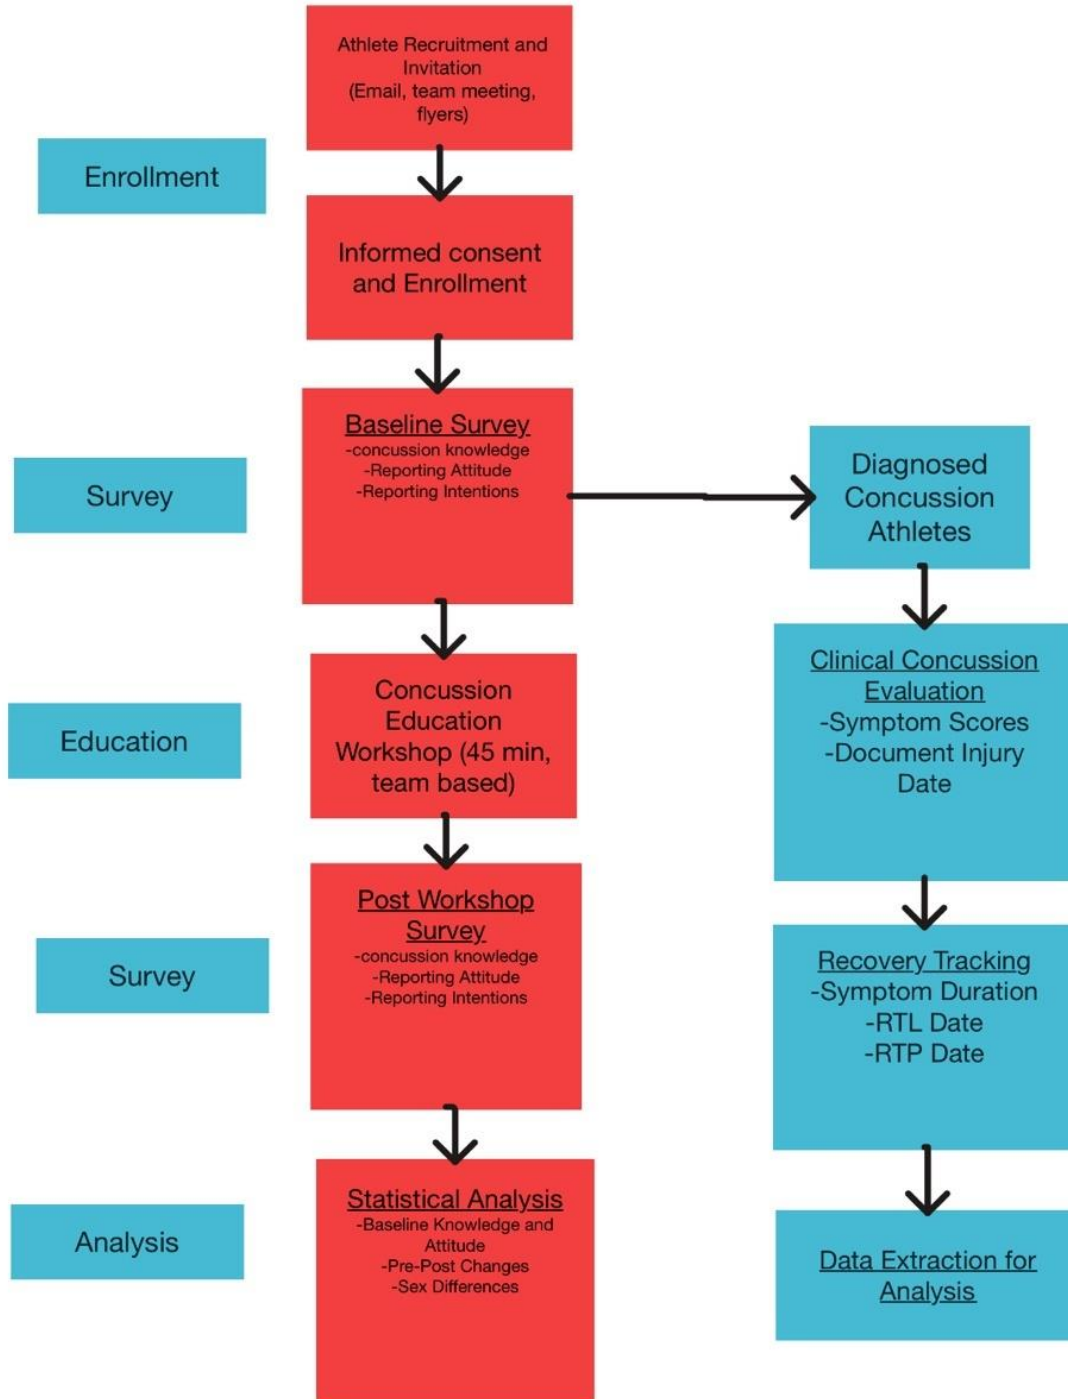 Athlete Recruitment and
Invitation
(Email, team meeting,
flyers)
Enrollment
Informed consent
and Enrollment
Baseline Survey
-concussion knowledge
-Reporting Attitude
-Reporting Intentions
Survey
Diagnosed
Concussion
Athletes
Concussion
Education
Workshop (45 min,
team based)
Education
Clinical Concussion
Evaluation
-Symptom Scores
-Document Injury
Date
Post Workshop
Survey
-concussion knowledge
-Reporting Attitude
-Reporting Intentions
Survey
Recovery Tracking
-Symptom Duration
-RTL Date
-RTP Date
Statistical Analysis
-Baseline Knowledge and
Attitude
-Pre-Post Changes
-Sex Differences
Analysis
Data Extraction for
Analysis